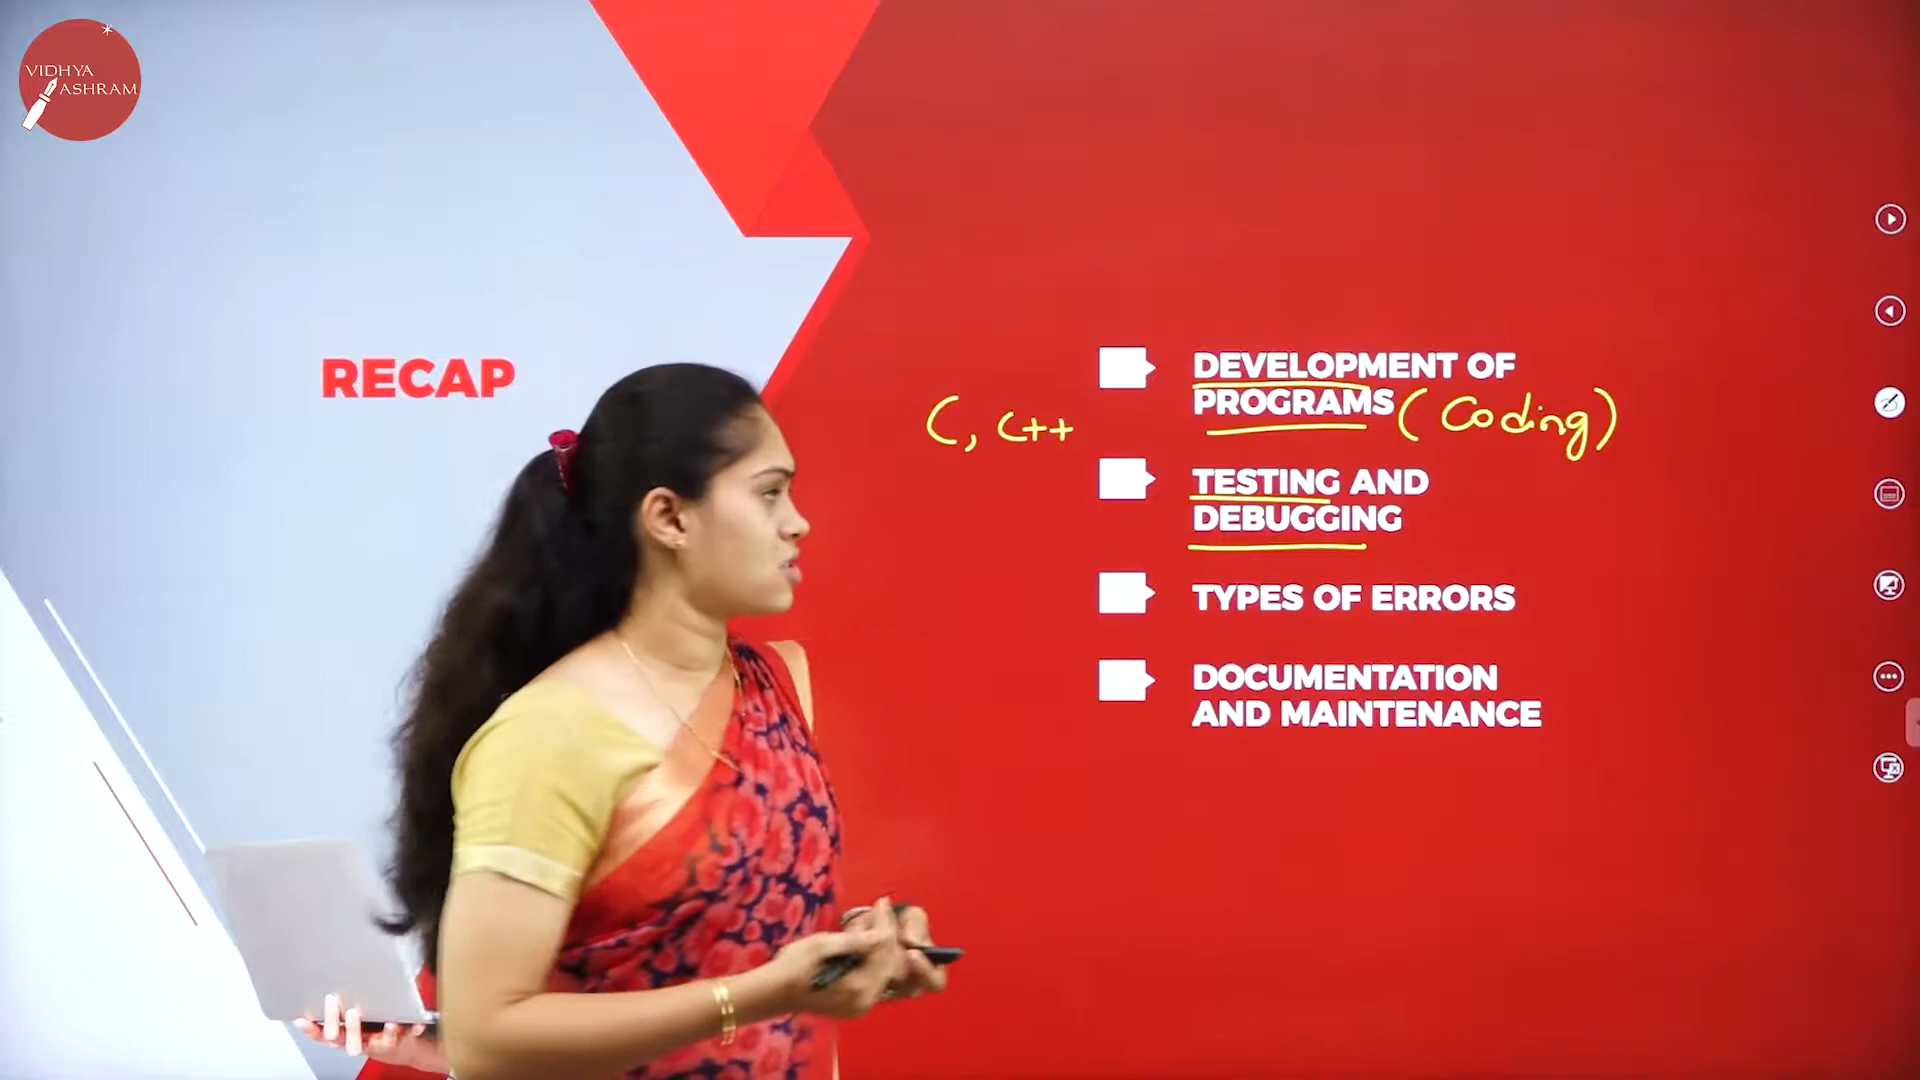 VIDHYA
ASHRAM
RECAP
DEVELOPMENT OF
PROGRAMS (Coding)
C, C++
TESTING AND
DEBUGGING
TYPES OF ERRORS
DOCUMENTATION
AND MAINTENANCE